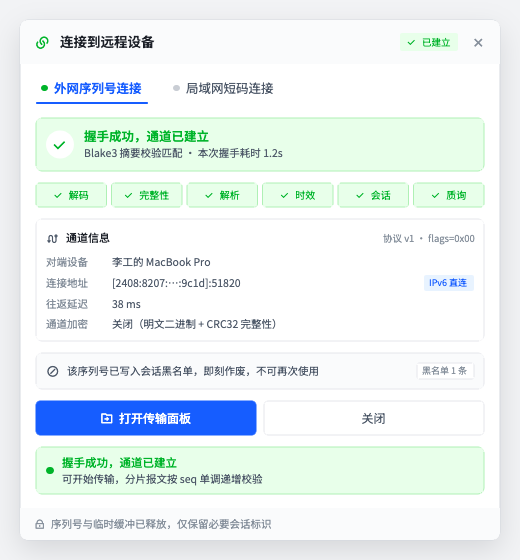 连接到远程设备
已建立
外网序列号连接
局域网短码连接
握手成功，通道已建立
Blake3 摘要校验匹配 · 本次握手耗时 1.2s
解码
完整性
解析
时效
会话
质询
通道信息
协议 v1 · flags=0x00
对端设备 李工的 MacBook Pro
连接地址 [2408:8207:···:9c1d]:51820
IPv6 直连
往返延迟 38 ms
通道加密 关闭（明文二进制 + CRC32 完整性）
该序列号已写入会话黑名单，即刻作废，不可再次使用
黑名单 1 条
打开传输面板
关闭
握手成功，通道已建立
可开始传输，分片报文按 seq 单调递增校验
序列号与临时缓冲已释放，仅保留必要会话标识